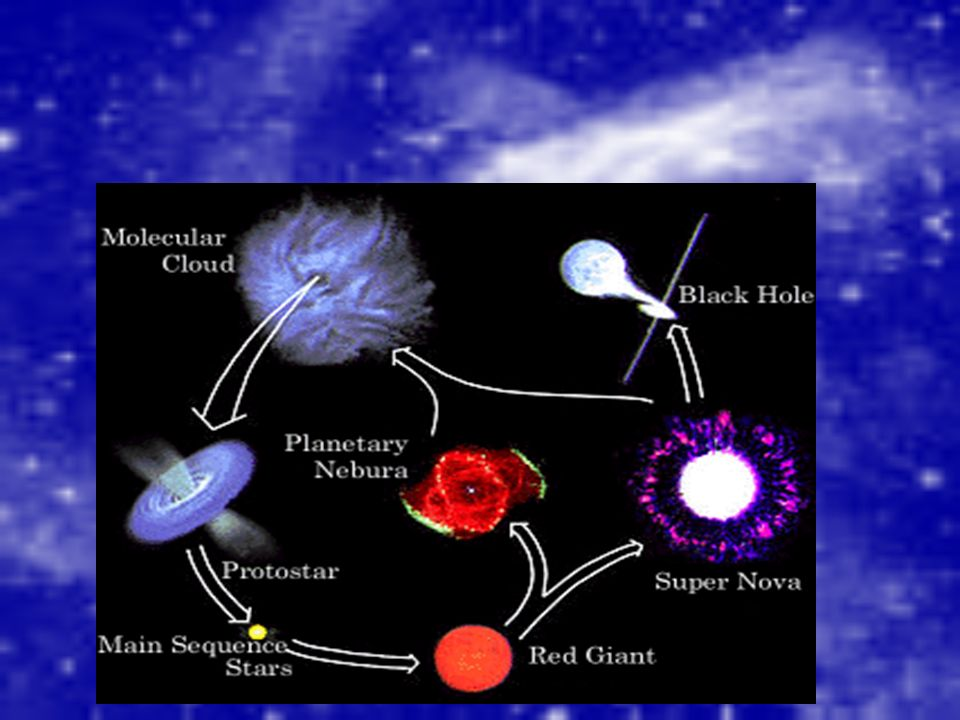 Molecular
Cloud
Black Hole
Planetary
Nebura
Protostar
Super Nova
Main Sequence
Stars
Red Giant